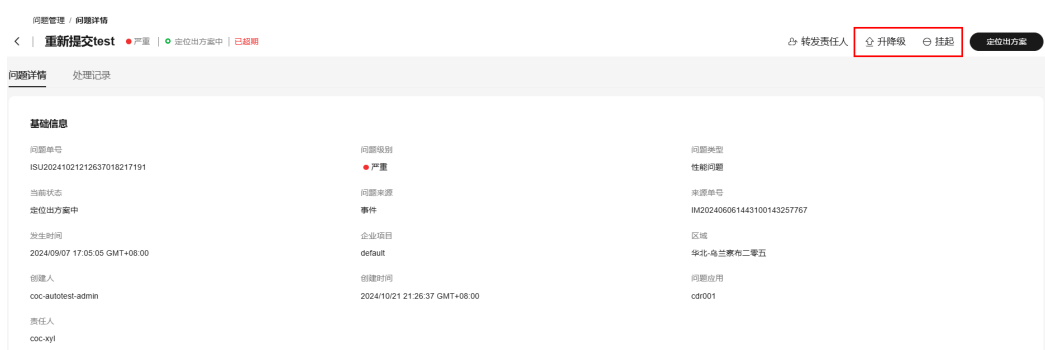 问题管理 / 问题详情
重新提交test 严重 | 定位出方案中 | 已超期 转发责任人 升降级 挂起 定位出方案
问题详情 处理记录
基础信息
问题单号 问题级别 问题类型
ISU20241021212637018217191 严重 性能问题
当前状态 问题来源 来源单号
定位出方案中 事件 IM202406061443100143257767
发生时间 企业项目 区域
2024/09/07 17:05:05 GMT+08:00 default 华北-乌兰察布二零五
创建人 创建时间 问题应用
coc-autotest-admin 2024/10/21 21:26:37 GMT+08:00 cdr001
责任人
coc-xyl